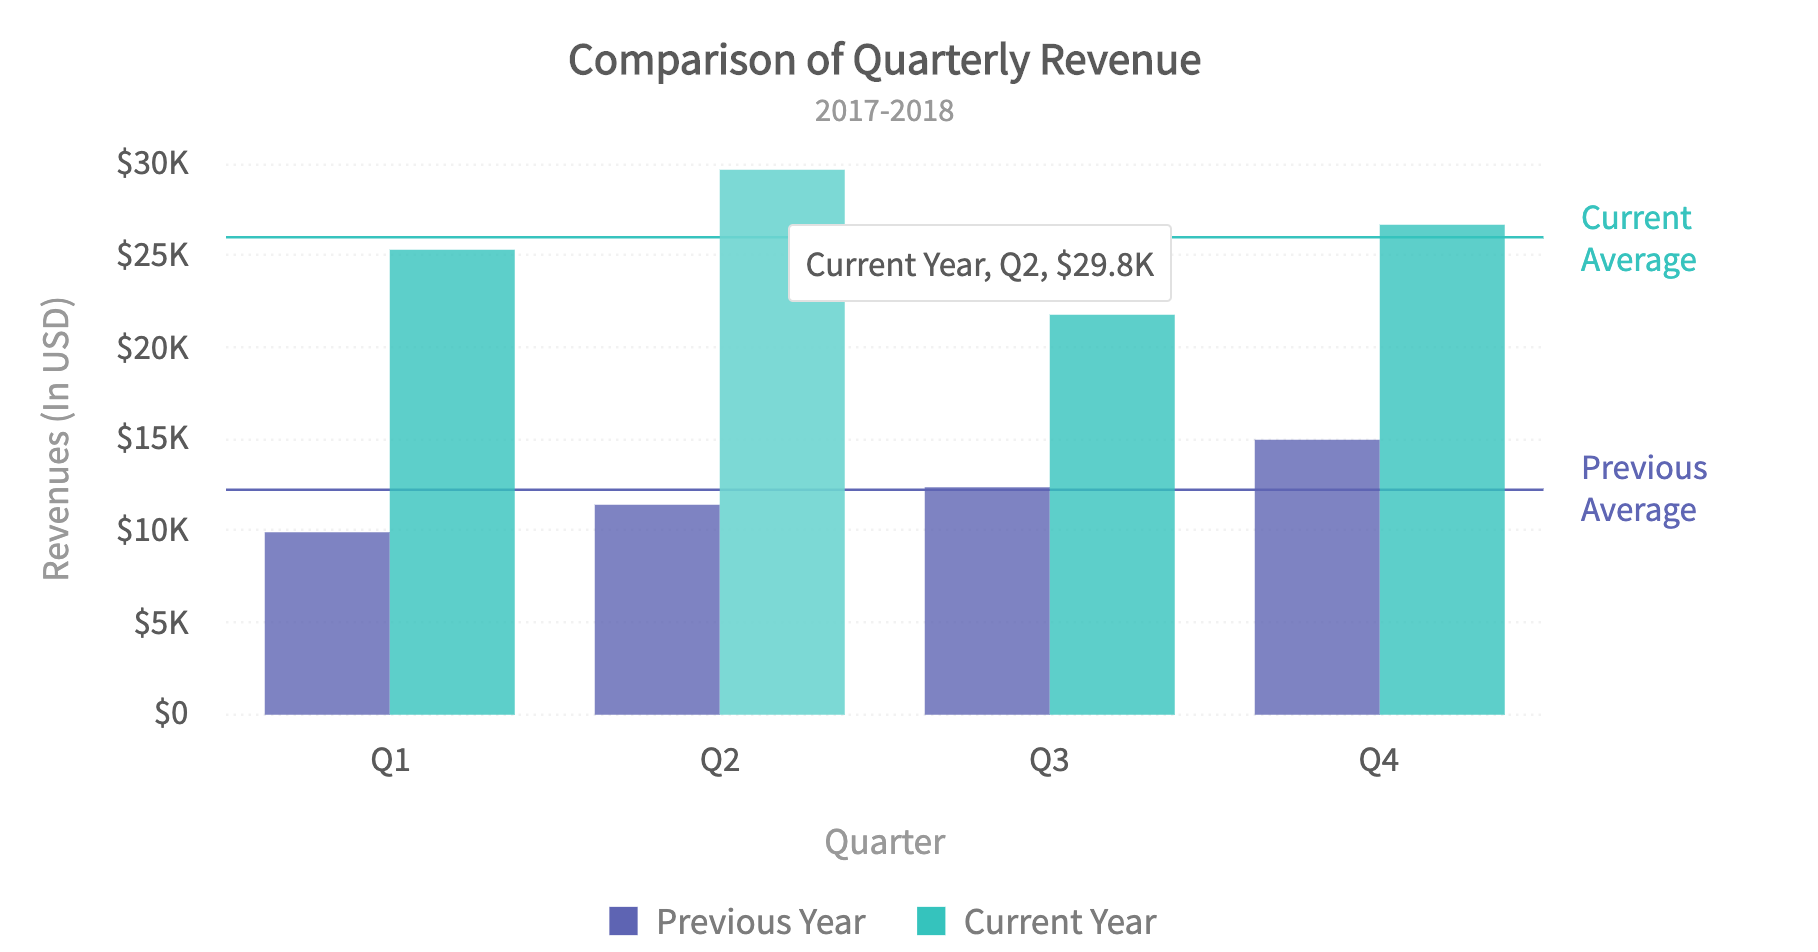 Comparison of Quarterly Revenue
2017-2018
Revenues (In USD)
$30K
$25K
$20K
$15K
$10K
$5K
$0
Current Year, Q2, $29.8K
Current
Average
Previous
Average
Q1 Q2 Q3 Q4
Quarter
Previous Year Current Year